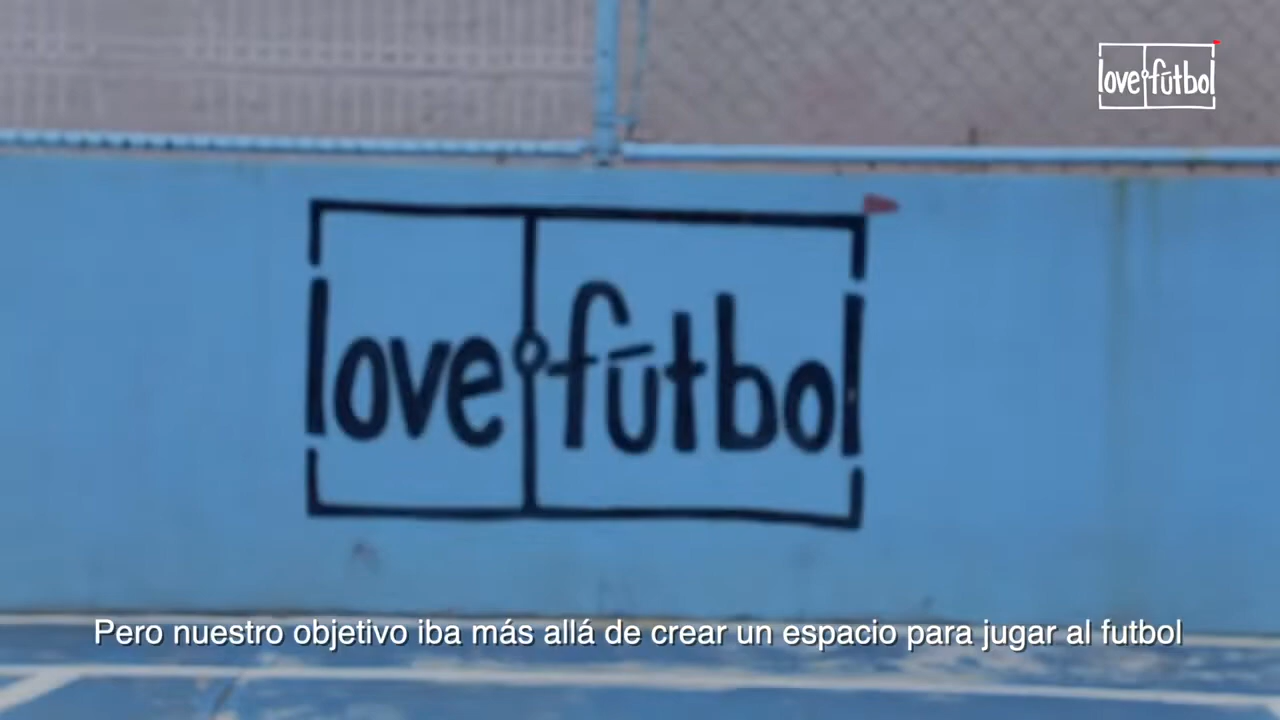 love fútbol
love fútbol
Pero nuestro objetivo iba más allá de crear un espacio para jugar al futbol